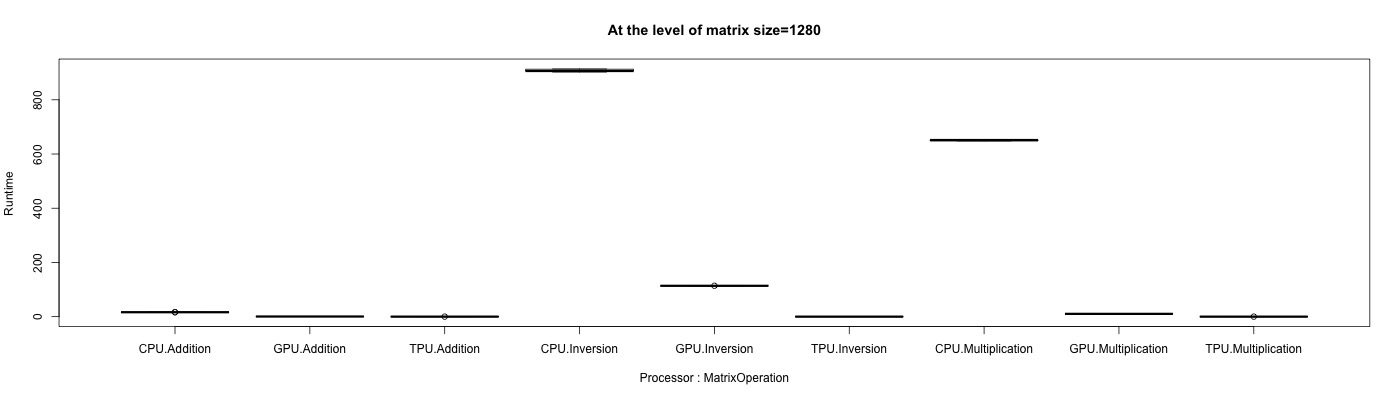 At the level of matrix size=1280
Runtime
800
600
400
200
0
CPU.Addition GPU.Addition TPU.Addition CPU.Inversion GPU.Inversion TPU.Inversion CPU.Multiplication GPU.Multiplication TPU.Multiplication
Processor : MatrixOperation